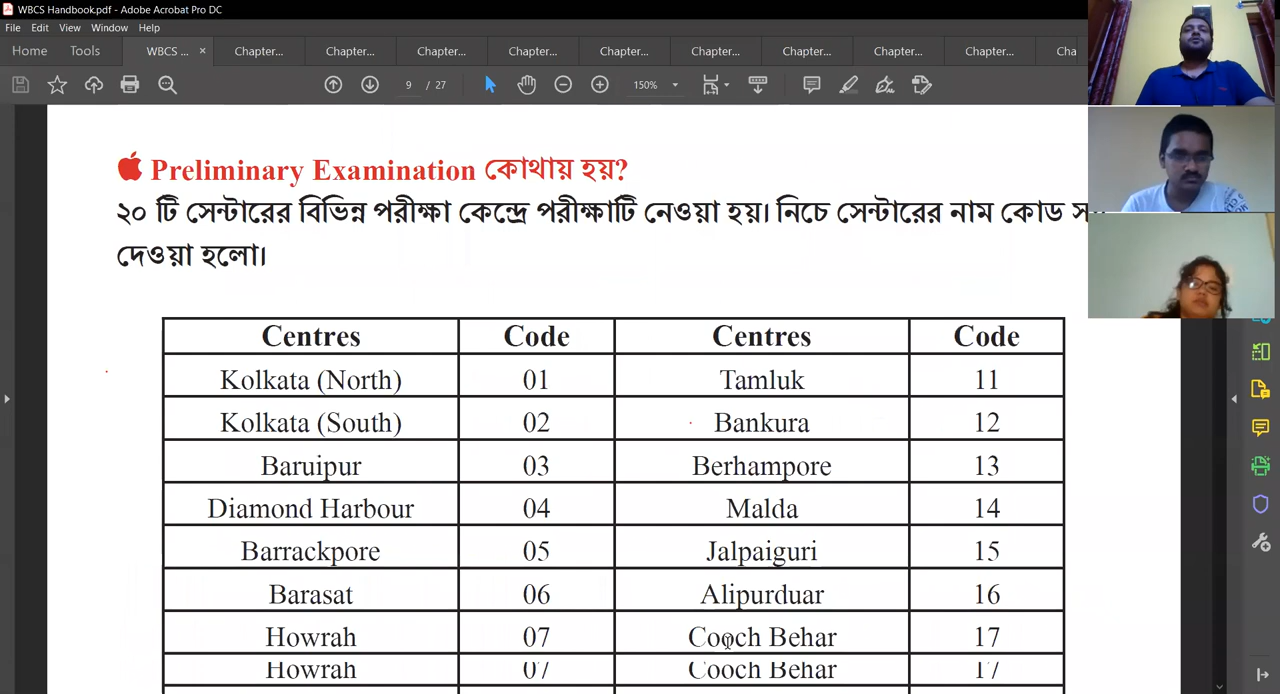 WBCS Handbook.pdf - Adobe Acrobat Pro DC
File Edit View Window Help
Home Tools WBCS ... × Chapter... Chapter... Chapter... Chapter... Chapter... Chapter... Chapter... Chapter... Chapter... Cha
9 / 27 150%
Preliminary Examination কোথায় হয়?
২০ টি সেন্টারের বিভিন্ন পরীক্ষা কেন্দ্রে পরীক্ষাটি নেওয়া হয়। নিচে সেন্টারের নাম কোড
দেওয়া হলো।
Centres Code Centres Code
Kolkata (North) 01 Tamluk 11
Kolkata (South) 02 Bankura 12
Baruipur 03 Berhampore 13
Diamond Harbour 04 Malda 14
Barrackpore 05 Jalpaiguri 15
Barasat 06 Alipurduar 16
Howrah 07 Cooch Behar 17
Howrah 07 Cooch Behar 17